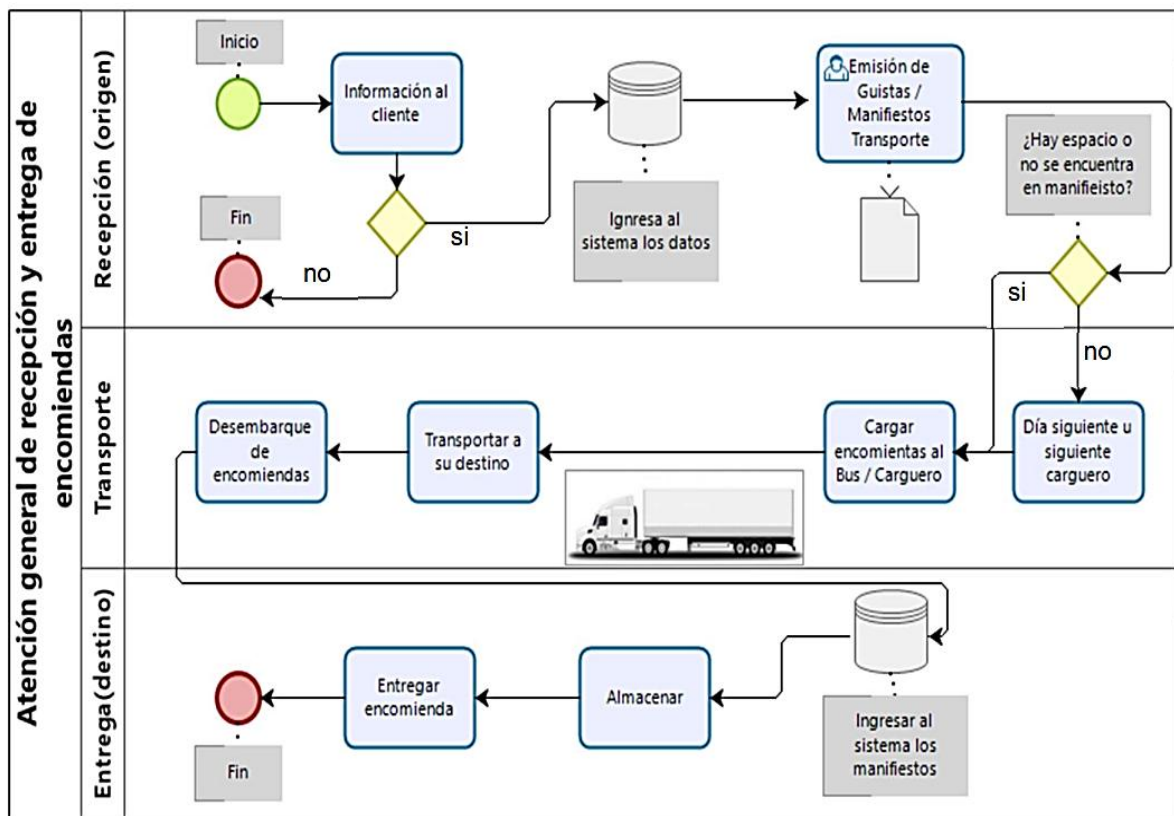 Atención general de recepción y entrega de
encomiendas
Recepción (origen)
Inicio
Información al
cliente
si
no
Fin
Ignresa al
sistema los datos
Emisión de
Guistas /
Manifiestos
Transporte
¿Hay espacio o
no se encuentra
en manifieisto?
si
no
Transporte
Desembarque
de
encomiendas
Transportar a
su destino
Cargar
encomientas al
Bus / Carguero
Día siguiente u
siguiente
carguero
Entrega(destino)
Fin
Entregar
encomienda
Almacenar
Ingresar al
sistema los
manifiestos